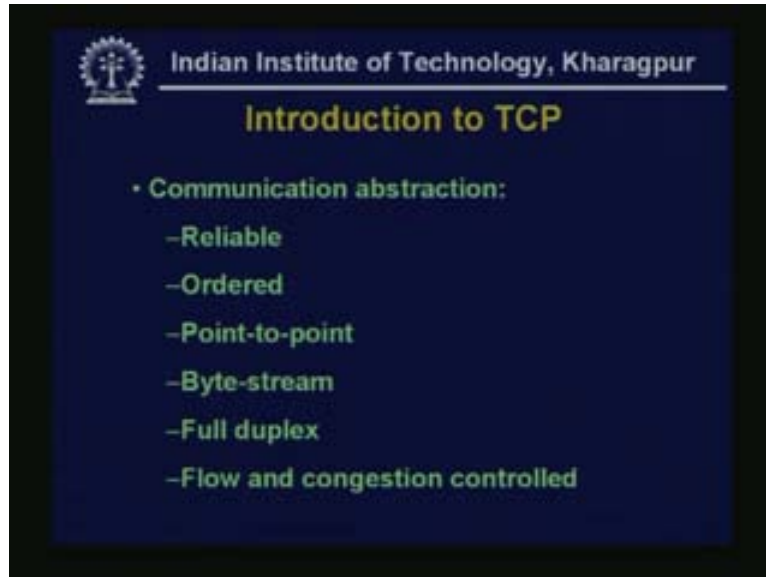 Indian Institute of Technology, Kharagpur
Introduction to TCP
• Communication abstraction:
–Reliable
–Ordered
–Point-to-point
–Byte-stream
–Full duplex
–Flow and congestion controlled